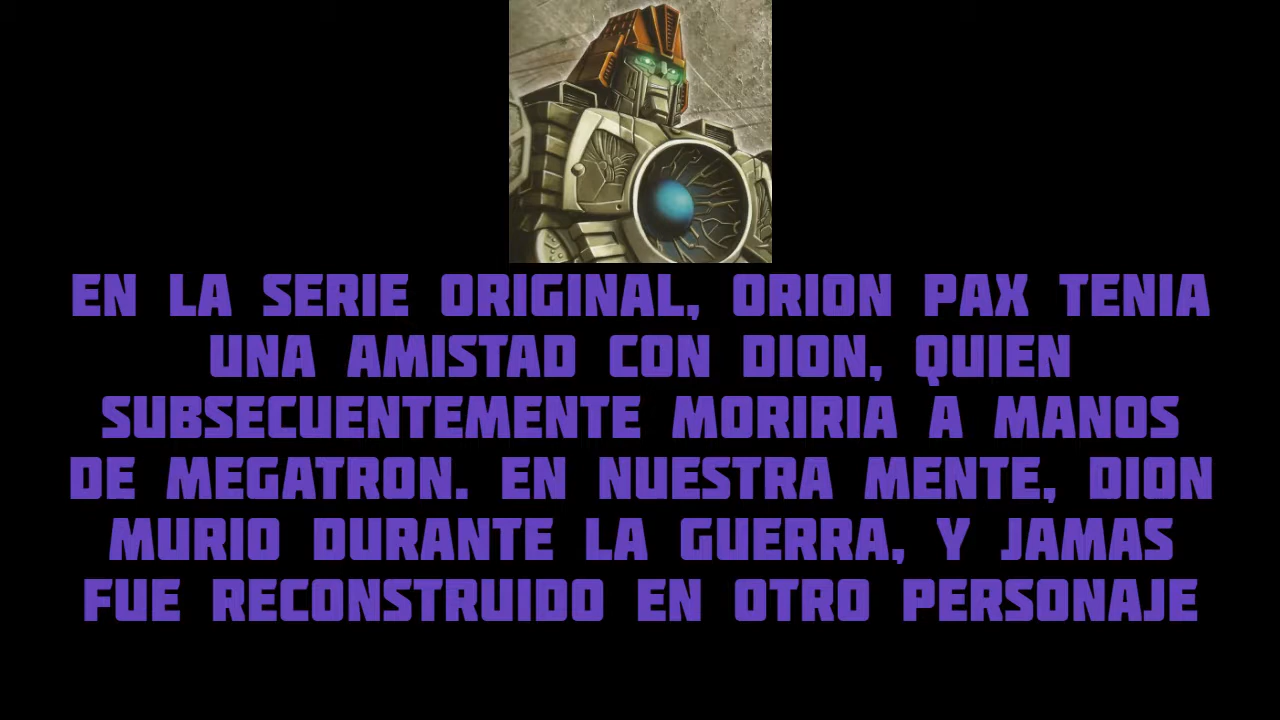 EN LA SERIE ORIGINAL, ORION PAX TENIA
UNA AMISTAD CON DION, QUIEN
SUBSECUENTEMENTE MORIRIA A MANOS
DE MEGATRON. EN NUESTRA MENTE, DION
MURIO DURANTE LA GUERRA, Y JAMAS
FUE RECONSTRUIDO EN OTRO PERSONAJE